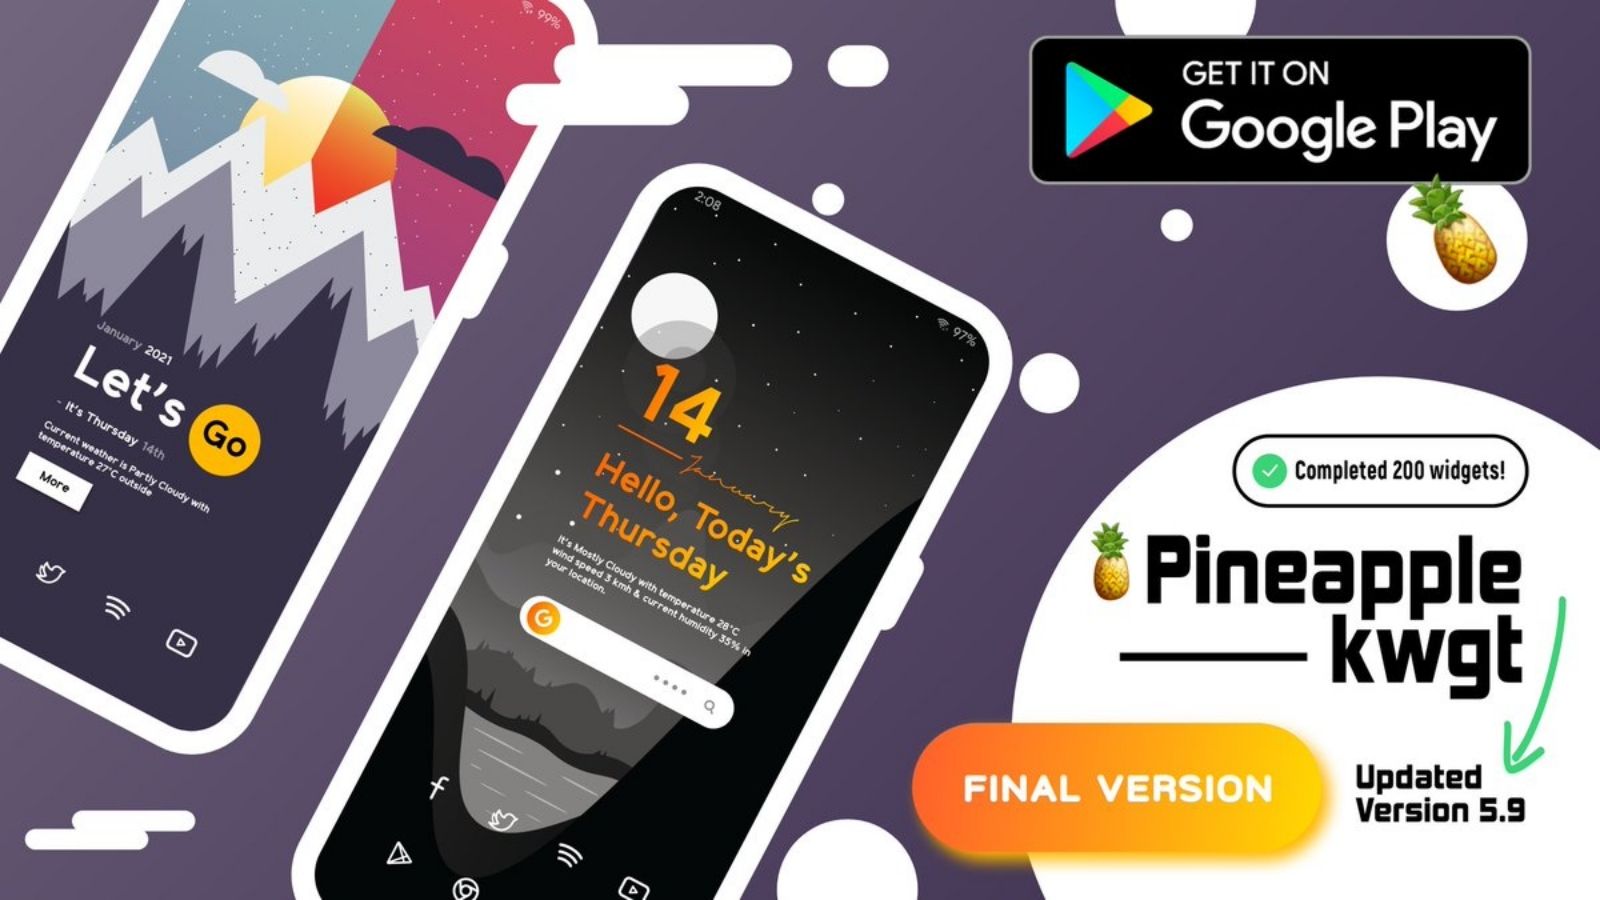 99%
January 2021
Let's Go
- It's Thursday 14th
Current weather is Partly Cloudy with
temperature 27°C outside
More
2:08
97%
14
January
Hello, Today's
Thursday
It's Mostly Cloudy with temperature 28°C
wind speed 3 kmh & current humidity 35% in
your location.
G
GET IT ON
Google Play
Completed 200 widgets!
Pineapple
kwgt
FINAL VERSION
Updated
Version 5.9